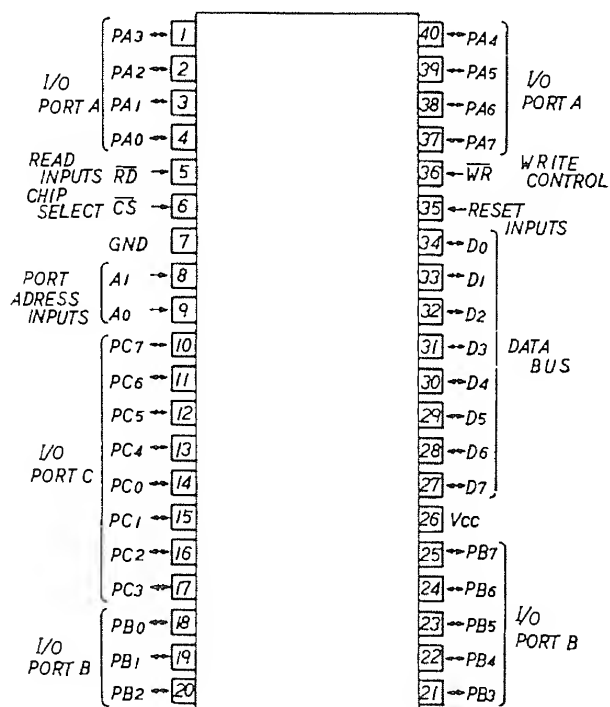 PA3 ↔ 1
PA2 ↔ 2
PA1 ↔ 3
PA0 ↔ 4
I/O
PORT A
READ
INPUTS R̅D̅ 5
CHIP
SELECT C̅S̅ 6
GND 7
PORT
ADRESS
INPUTS
A1 → 8
A0 → 9
PC7 ↔ 10
PC6 ↔ 11
PC5 ↔ 12
PC4 ↔ 13
PC0 ↔ 14
PC1 ↔ 15
PC2 ↔ 16
PC3 ↔ 17
I/O
PORT C
PB0 ↔ 18
PB1 ↔ 19
PB2 ↔ 20
I/O
PORT B
40 ↔ PA4
39 ↔ PA5
38 ↔ PA6
37 ↔ PA7
I/O
PORT A
36 ← W̅R̅
WRITE
CONTROL
35 ← RESET
INPUTS
34 ↔ D0
33 ↔ D1
32 ↔ D2
31 ↔ D3
30 ↔ D4
29 ↔ D5
28 ↔ D6
27 ↔ D7
DATA
BUS
26 Vcc
25 ↔ PB7
24 ↔ PB6
23 ↔ PB5
22 ↔ PB4
21 ↔ PB3
I/O
PORT B